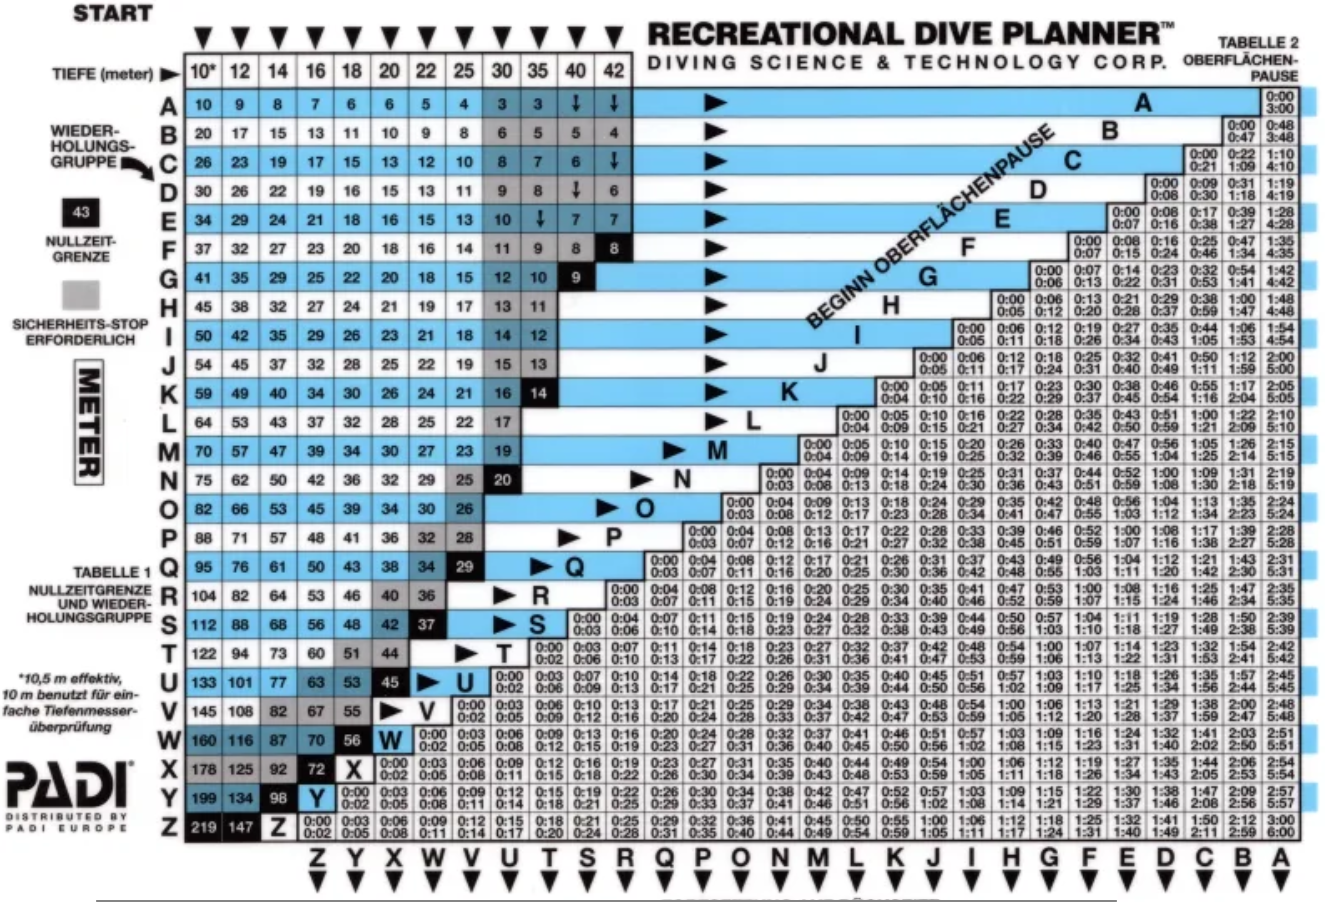 START
RECREATIONAL DIVE PLANNER™
DIVING SCIENCE & TECHNOLOGY CORP.
TABELLE 2
OBERFLÄCHEN-
PAUSE
TIEFE (meter) 10* 12 14 16 18 20 22 25 30 35 40 42
WIEDER-
HOLUNGS-
GRUPPE
43
NULLZEIT-
GRENZE
SICHERHEITS-STOP
ERFORDERLICH
METER
TABELLE 1
NULLZEITGRENZE
UND WIEDER-
HOLUNGSGRUPPE
*10,5 m effektiv,
10 m benutzt für ein-
fache Tiefenmesser-
überprüfung
PADI®
DISTRIBUTED BY
PADI EUROPE
BEGINN OBERFLÄCHENPAUSE
A 10 9 8 7 6 6 5 4 3 3 ↓ ↓ A 0:00
3:00
B 20 17 15 13 11 10 9 8 6 5 5 4 B 0:00 0:48
0:47 3:48
C 26 23 19 17 15 13 12 10 8 7 6 ↓ C 0:00 0:22 1:10
0:21 1:09 4:10
D 30 26 22 19 16 15 13 11 9 8 ↓ 6 D 0:00 0:09 0:31 1:19
0:08 0:30 1:18 4:19
E 34 29 24 21 18 16 15 13 10 ↓ 7 7 E 0:00 0:08 0:17 0:39 1:28
0:07 0:16 0:38 1:27 4:28
F 37 32 27 23 20 18 16 14 11 9 8 8 F 0:00 0:08 0:16 0:25 0:47 1:35
0:07 0:15 0:24 0:46 1:34 4:35
G 41 35 29 25 22 20 18 15 12 10 9 G 0:00 0:07 0:14 0:23 0:32 0:54 1:42
0:06 0:13 0:22 0:31 0:53 1:41 4:42
H 45 38 32 27 24 21 19 17 13 11 H 0:00 0:06 0:13 0:21 0:29 0:38 1:00 1:48
0:05 0:12 0:20 0:28 0:37 0:59 1:47 4:48
I 50 42 35 29 26 23 21 18 14 12 I 0:00 0:06 0:12 0:19 0:27 0:35 0:44 1:06 1:54
0:05 0:11 0:18 0:26 0:34 0:43 1:05 1:53 4:54
J 54 45 37 32 28 25 22 19 15 13 J 0:00 0:06 0:12 0:18 0:25 0:32 0:41 0:50 1:12 2:00
0:05 0:11 0:17 0:24 0:31 0:40 0:49 1:11 1:59 5:00
K 59 49 40 34 30 26 24 21 16 14 K 0:00 0:05 0:11 0:17 0:23 0:30 0:38 0:46 0:55 1:17 2:05
0:04 0:10 0:16 0:22 0:29 0:37 0:45 0:54 1:16 2:04 5:05
L 64 53 43 37 32 28 25 22 17 L 0:00 0:05 0:10 0:16 0:22 0:28 0:35 0:43 0:51 1:00 1:22 2:10
0:04 0:09 0:15 0:21 0:27 0:34 0:42 0:50 0:59 1:21 2:09 5:10
M 70 57 47 39 34 30 27 23 19 M 0:00 0:05 0:10 0:15 0:20 0:26 0:33 0:40 0:47 0:56 1:05 1:26 2:15
0:04 0:09 0:14 0:19 0:25 0:32 0:39 0:46 0:55 1:04 1:25 2:14 5:15
N 75 62 50 42 36 32 29 25 20 N 0:00 0:04 0:09 0:14 0:19 0:25 0:31 0:37 0:44 0:52 1:00 1:09 1:31 2:19
0:03 0:08 0:13 0:18 0:24 0:30 0:36 0:43 0:51 0:59 1:08 1:30 2:18 5:19
O 82 66 53 45 39 34 30 26 O 0:00 0:04 0:09 0:13 0:18 0:24 0:29 0:35 0:42 0:48 0:56 1:04 1:13 1:35 2:24
0:03 0:08 0:12 0:17 0:23 0:28 0:34 0:41 0:47 0:55 1:03 1:12 1:34 2:23 5:24
P 88 71 57 48 41 36 32 28 P 0:00 0:04 0:08 0:13 0:17 0:22 0:28 0:33 0:39 0:46 0:52 1:00 1:08 1:17 1:39 2:28
0:03 0:07 0:12 0:16 0:21 0:27 0:32 0:38 0:45 0:51 0:59 1:07 1:16 1:38 2:27 5:28
Q 95 76 61 50 43 38 34 29 Q 0:00 0:04 0:08 0:12 0:17 0:21 0:26 0:31 0:37 0:43 0:49 0:56 1:04 1:12 1:21 1:43 2:31
0:03 0:07 0:11 0:16 0:20 0:25 0:30 0:36 0:42 0:48 0:55 1:03 1:11 1:20 1:42 2:30 5:31
R 104 82 64 53 46 40 36 R 0:00 0:04 0:08 0:12 0:16 0:20 0:25 0:30 0:35 0:41 0:47 0:53 1:00 1:08 1:16 1:25 1:47 2:35
0:03 0:07 0:11 0:15 0:19 0:24 0:29 0:34 0:40 0:46 0:52 0:59 1:07 1:15 1:24 1:46 2:34 5:35
S 112 88 68 56 48 42 37 S 0:00 0:04 0:07 0:11 0:15 0:19 0:24 0:28 0:33 0:39 0:44 0:50 0:57 1:04 1:11 1:19 1:28 1:50 2:39
0:03 0:06 0:10 0:14 0:18 0:23 0:27 0:32 0:38 0:43 0:49 0:56 1:03 1:10 1:18 1:27 1:49 2:38 5:39
T 122 94 73 60 51 44 T 0:00 0:03 0:07 0:11 0:14 0:18 0:22 0:27 0:32 0:37 0:42 0:48 0:54 1:00 1:07 1:14 1:23 1:32 1:54 2:42
0:02 0:06 0:10 0:13 0:17 0:22 0:26 0:31 0:36 0:41 0:47 0:53 0:59 1:06 1:13 1:22 1:31 1:53 2:41 5:42
U 133 101 77 63 53 45 U 0:00 0:03 0:07 0:10 0:14 0:18 0:22 0:26 0:30 0:35 0:40 0:45 0:51 0:57 1:03 1:10 1:18 1:26 1:35 1:57 2:45
0:02 0:06 0:09 0:13 0:17 0:21 0:25 0:29 0:34 0:39 0:44 0:50 0:56 1:02 1:09 1:17 1:25 1:34 1:56 2:44 5:45
V 145 108 82 67 55 V 0:00 0:03 0:06 0:10 0:13 0:17 0:21 0:25 0:29 0:34 0:38 0:43 0:48 0:54 1:00 1:06 1:13 1:21 1:29 1:38 2:00 2:48
0:02 0:05 0:09 0:12 0:16 0:20 0:24 0:28 0:33 0:37 0:42 0:47 0:53 0:59 1:05 1:12 1:20 1:28 1:37 1:59 2:47 5:48
W 160 116 87 70 56 W 0:00 0:03 0:06 0:09 0:13 0:16 0:20 0:24 0:28 0:32 0:37 0:41 0:46 0:51 0:57 1:03 1:09 1:16 1:24 1:32 1:41 2:03 2:51
0:02 0:05 0:08 0:12 0:15 0:19 0:23 0:27 0:31 0:36 0:40 0:45 0:50 0:56 1:02 1:08 1:15 1:23 1:31 1:40 2:02 2:50 5:51
X 178 125 92 72 X 0:00 0:03 0:06 0:09 0:12 0:16 0:19 0:23 0:27 0:31 0:35 0:40 0:44 0:49 0:54 1:00 1:06 1:12 1:19 1:27 1:35 1:44 2:06 2:54
0:02 0:05 0:08 0:11 0:15 0:18 0:22 0:26 0:30 0:34 0:39 0:43 0:48 0:53 0:59 1:05 1:11 1:18 1:26 1:34 1:43 2:05 2:53 5:54
Y 199 134 98 Y 0:00 0:03 0:06 0:09 0:12 0:15 0:19 0:22 0:26 0:30 0:34 0:38 0:42 0:47 0:52 0:57 1:03 1:09 1:15 1:22 1:30 1:38 1:47 2:09 2:57
0:02 0:05 0:08 0:11 0:14 0:18 0:21 0:25 0:29 0:33 0:37 0:41 0:46 0:51 0:56 1:02 1:08 1:14 1:21 1:29 1:37 1:46 2:08 2:56 5:57
Z 219 147 Z 0:00 0:03 0:06 0:09 0:12 0:15 0:18 0:21 0:25 0:29 0:32 0:36 0:41 0:45 0:50 0:55 1:00 1:06 1:12 1:18 1:25 1:32 1:41 1:50 2:12 3:00
0:02 0:05 0:08 0:11 0:14 0:17 0:20 0:24 0:28 0:31 0:35 0:40 0:44 0:49 0:54 0:59 1:05 1:11 1:17 1:24 1:31 1:40 1:49 2:11 2:59 6:00
Z Y X W V U T S R Q P O N M L K J I H G F E D C B A